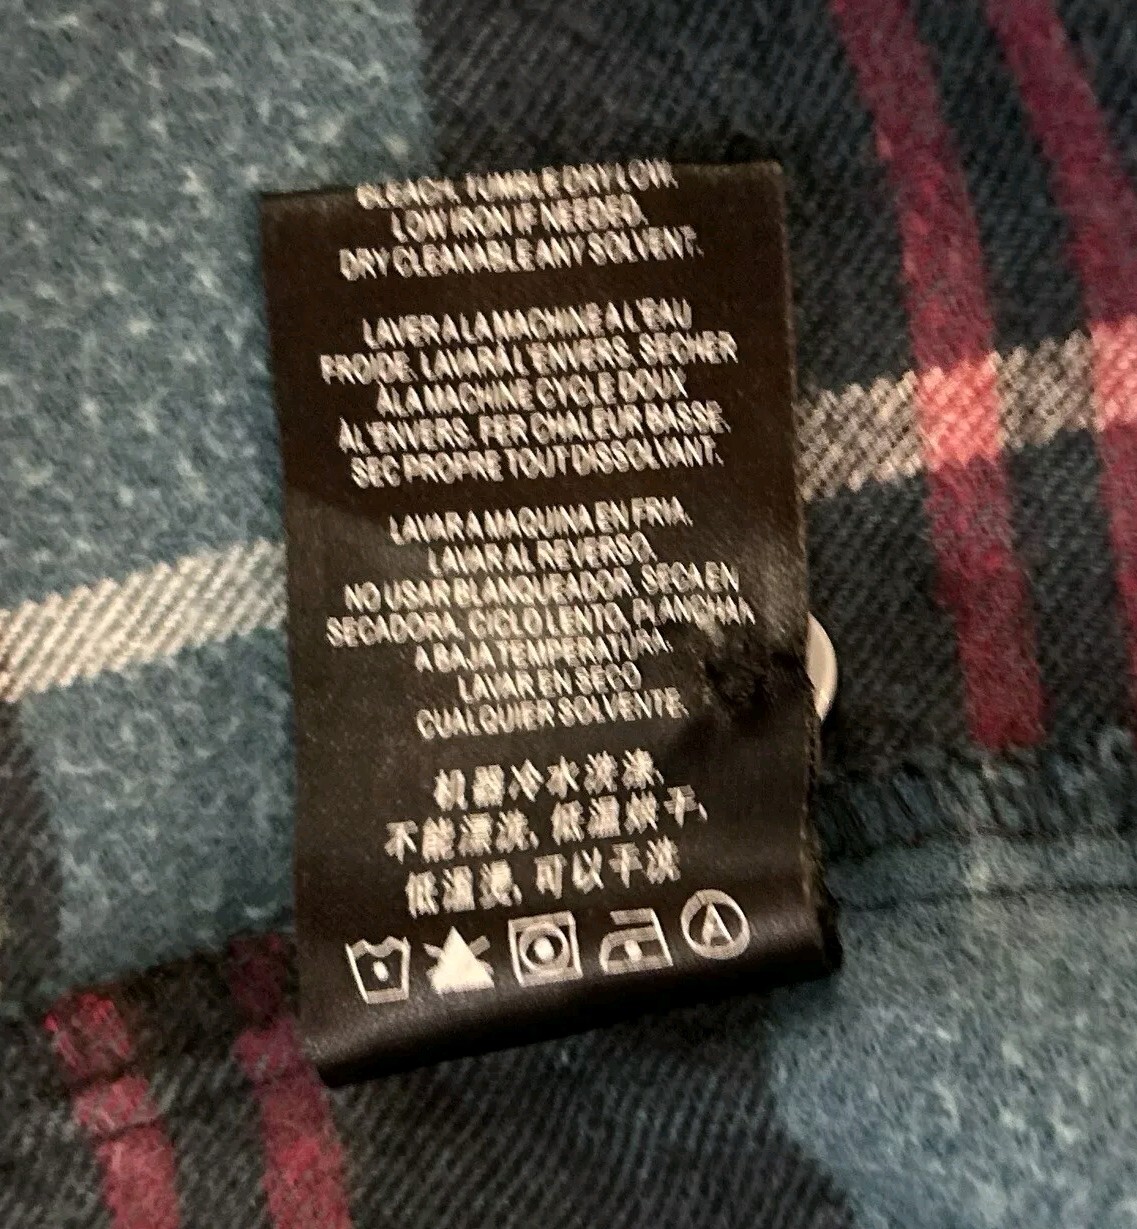 BLEACH. TUMBLE DRY LOW.
LOW IRON IF NEEDED.
DRY CLEANABLE ANY SOLVENT.
LAVER A LA MACHINE A L'EAU
FROIDE. LAVAR À L'ENVERS. SÉCHER
À LA MACHINE CYCLE DOUX
À L'ENVERS. FER CHALEUR BASSE.
SEC PROPRE TOUT DISSOLVANT.
LAVAR A MAQUINA EN FRIA.
LAVAR AL REVERSO.
NO USAR BLANQUEADOR. SECA EN
SECADORA, CICLO LENTO, PLANCHAR
A BAJA TEMPERATURA.
LAVAR EN SECO
CUALQUIER SOLVENTE.
机器冷水洗涤,
不能漂洗, 低温烘干,
低温烫, 可以干洗
A